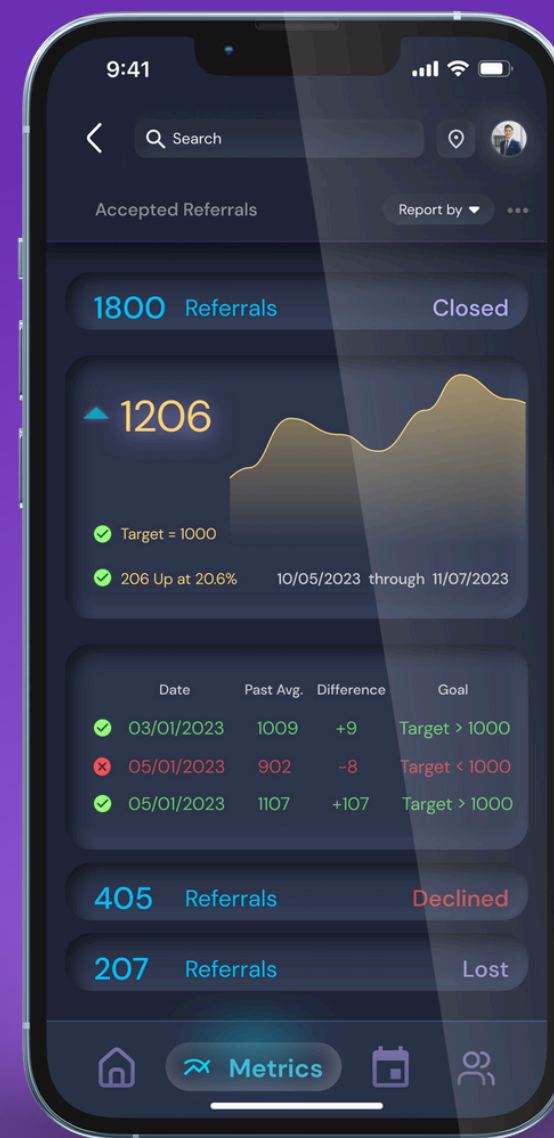 9:41
Search
Accepted Referrals Report by
1800 Referrals Closed
1206
Target = 1000
206 Up at 20.6% 10/05/2023 through 11/07/2023
Date Past Avg. Difference Goal
03/01/2023 1009 +9 Target > 1000
05/01/2023 902 -8 Target < 1000
05/01/2023 1107 +107 Target > 1000
405 Referrals Declined
207 Referrals Lost
Metrics